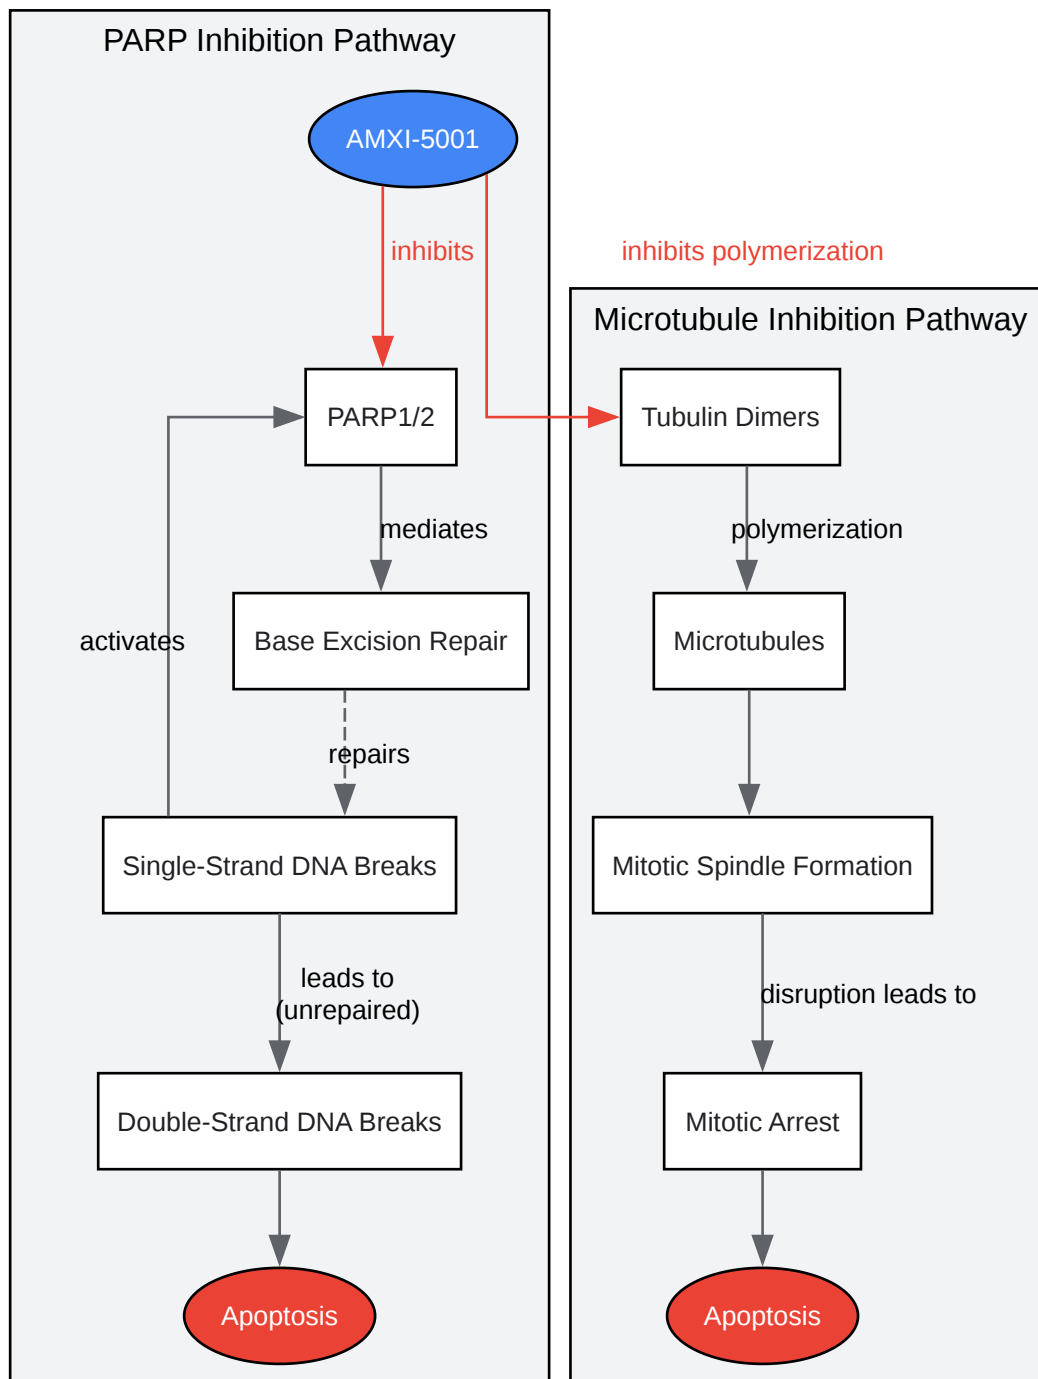 PARP Inhibition Pathway
AMXI-5001
inhibits
inhibits polymerization
Microtubule Inhibition Pathway
PARP1/2
Tubulin Dimers
mediates
polymerization
activates
Base Excision Repair
Microtubules
repairs
Single-Strand DNA Breaks
Mitotic Spindle Formation
leads to
(unrepaired)
disruption leads to
Double-Strand DNA Breaks
Mitotic Arrest
Apoptosis
Apoptosis